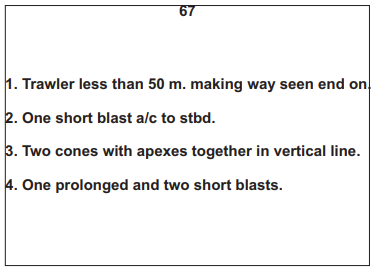 67
1. Trawler less than 50 m. making way seen end on.
2. One short blast a/c to stbd.
3. Two cones with apexes together in vertical line.
4. One prolonged and two short blasts.